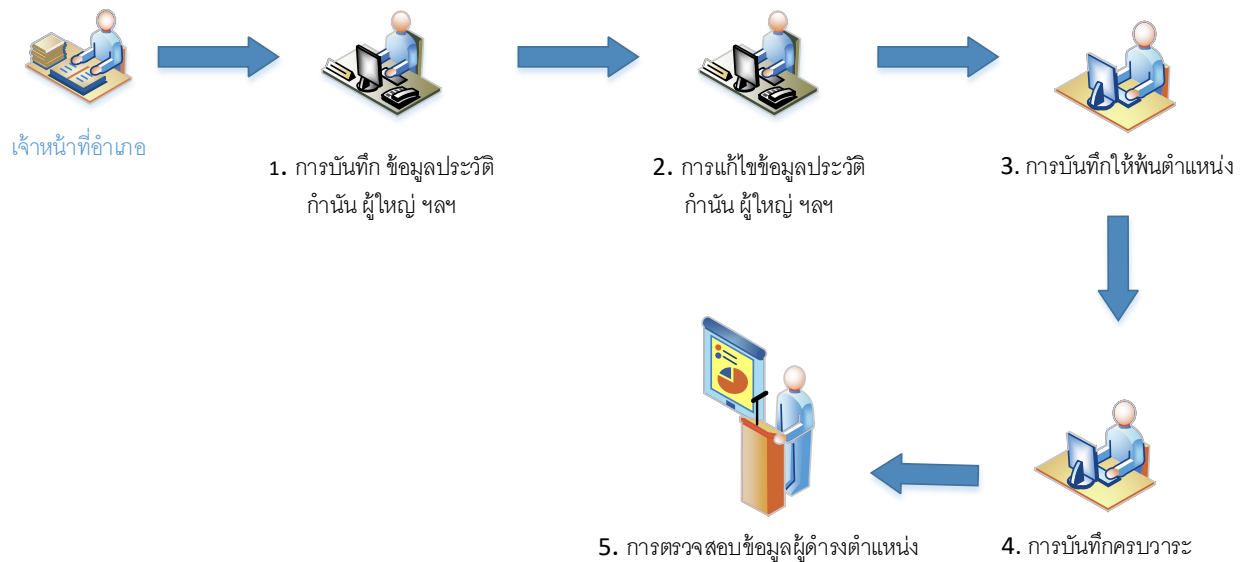 เจ้าหน้าที่อำเภอ
1. การบันทึก ข้อมูลประวัติ
กำนัน ผู้ใหญ่ ฯลฯ
2. การแก้ไขข้อมูลประวัติ
กำนัน ผู้ใหญ่ ฯลฯ
3. การบันทึกให้พ้นตำแหน่ง
4. การบันทึกครบวาระ
5. การตรวจสอบข้อมูลผู้ดำรงตำแหน่ง